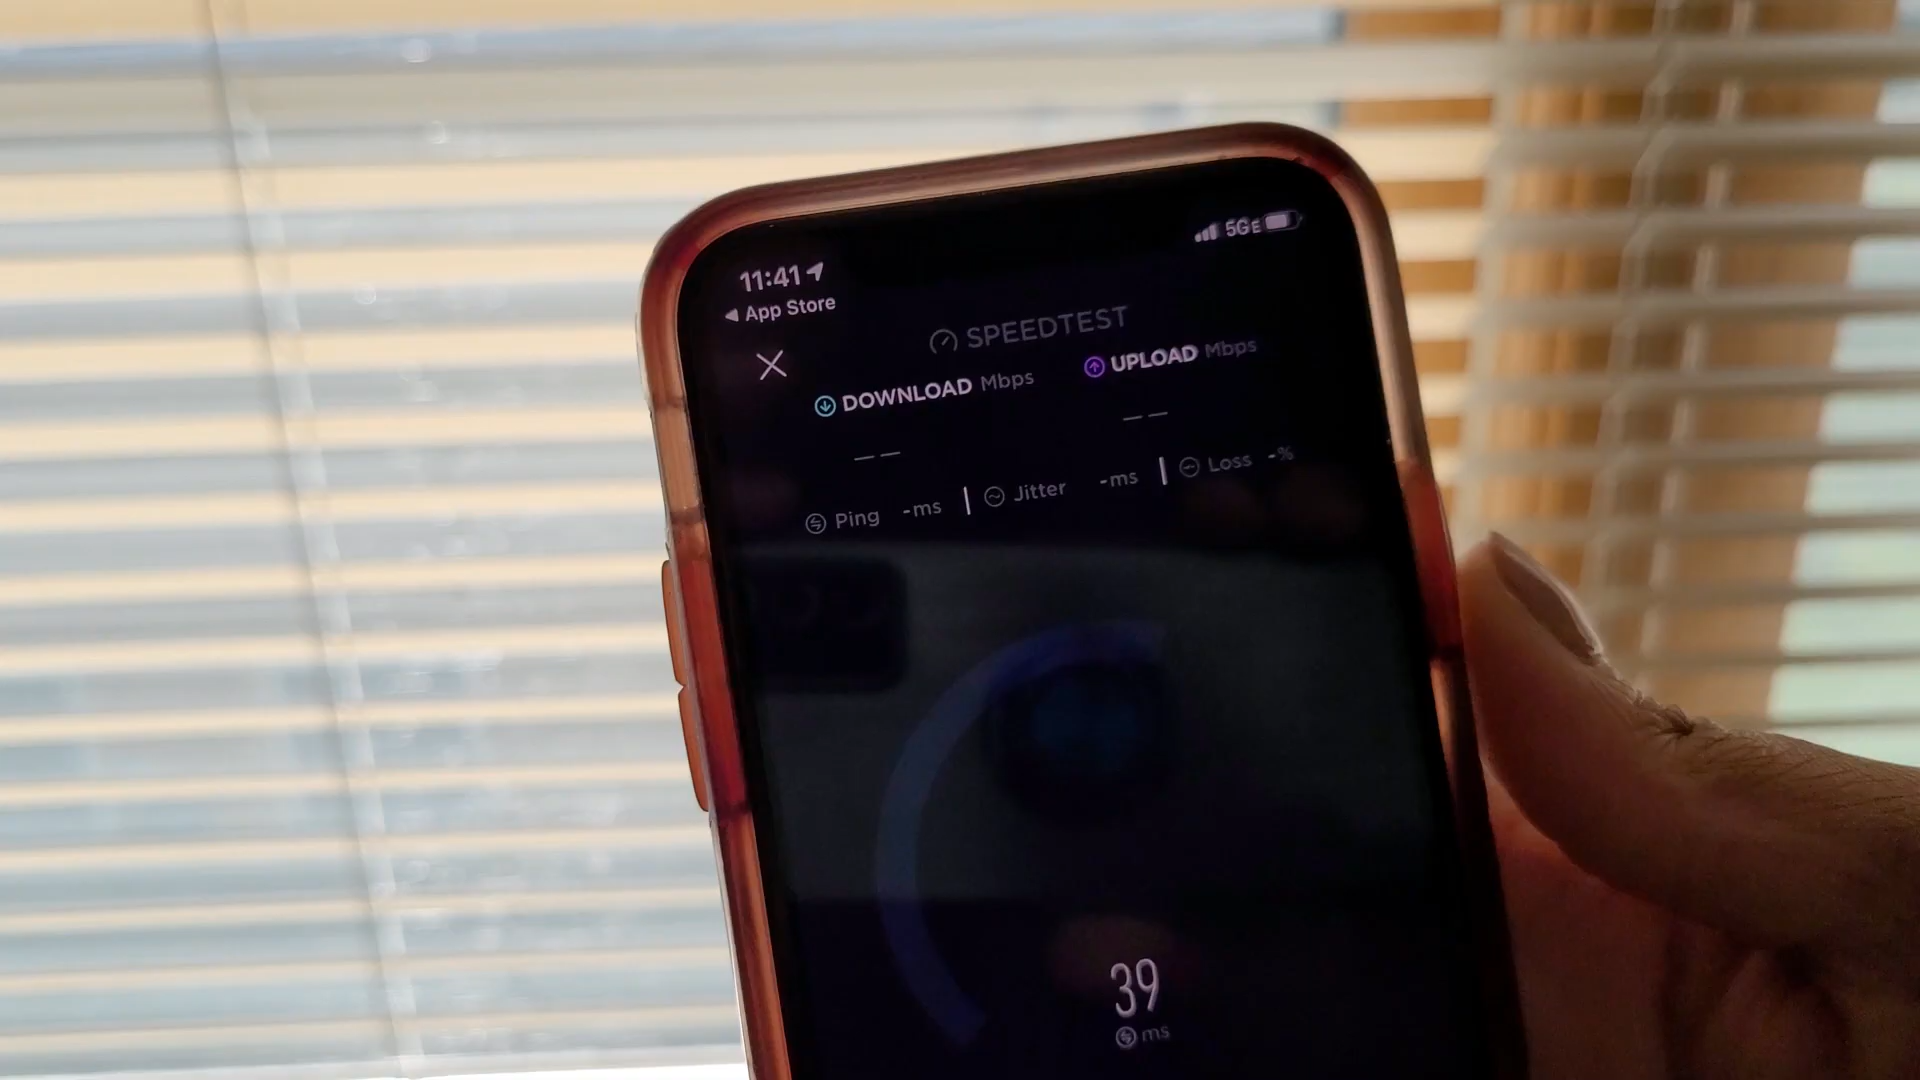 11:41
5GE
◀ App Store
SPEEDTEST
DOWNLOAD Mbps
UPLOAD Mbps
— —
— —
Ping -ms | Jitter -ms | Loss -%
39
ms